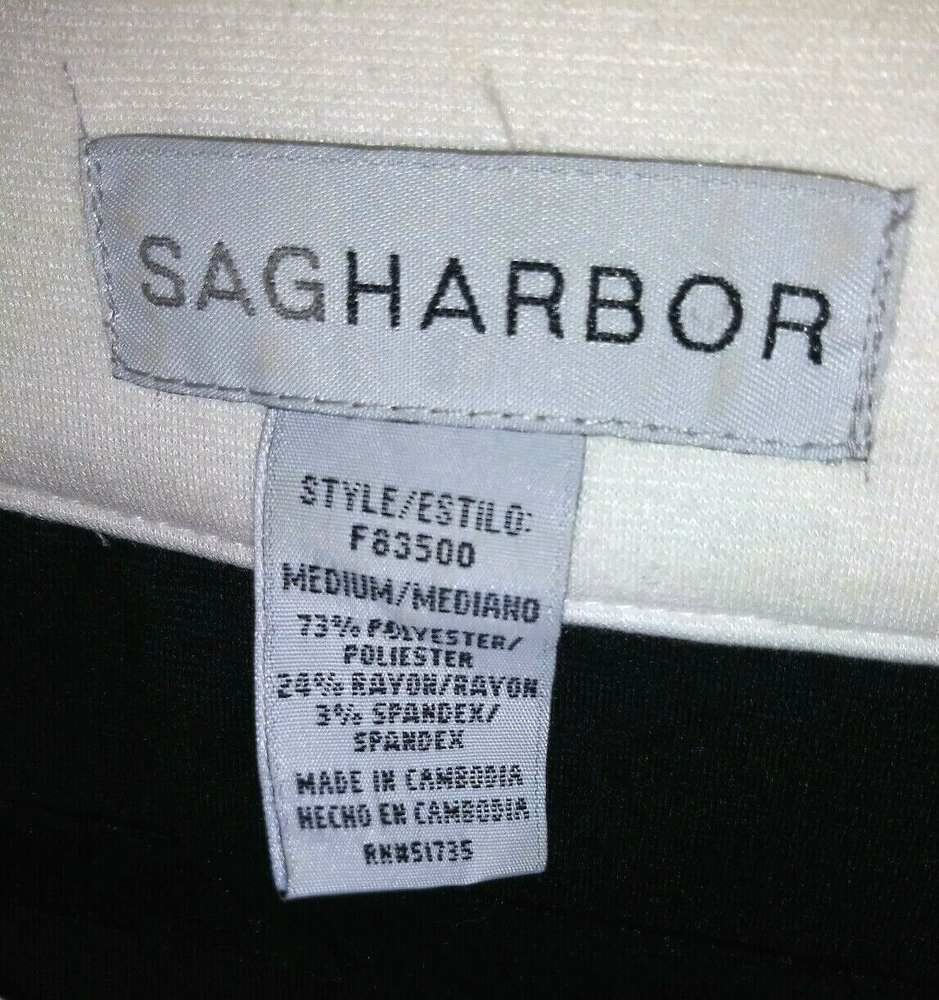 SAGHARBOR
STYLE/ESTILO:
F83500
MEDIUM/MEDIANO
73% POLYESTER/
POLIESTER
24% RAYON/RAYON
3% SPANDEX/
SPANDEX
MADE IN CAMBODIA
HECHO EN CAMBODIA
RN#51735